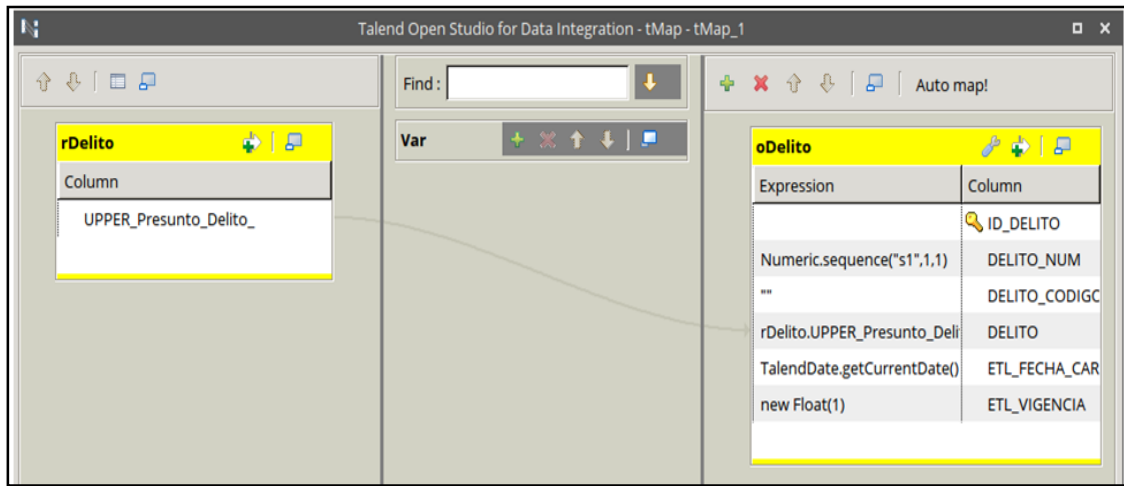 Talend Open Studio for Data Integration - tMap - tMap_1
Find :
Auto map!
rDelito
Column
UPPER_Presunto_Delito_
Var
oDelito
Expression Column
ID_DELITO
Numeric.sequence("s1",1,1) DELITO_NUM
"" DELITO_CODIGO
rDelito.UPPER_Presunto_Deli DELITO
TalendDate.getCurrentDate() ETL_FECHA_CAR
new Float(1) ETL_VIGENCIA